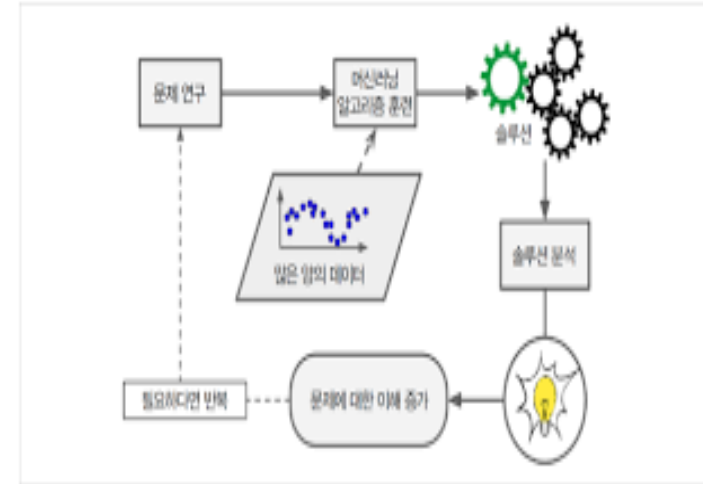 문제 연구
머신러닝
알고리즘 훈련
솔루션
많은 양의 데이터
솔루션 분석
필요하다면 반복
문제에 대한 이해 증가